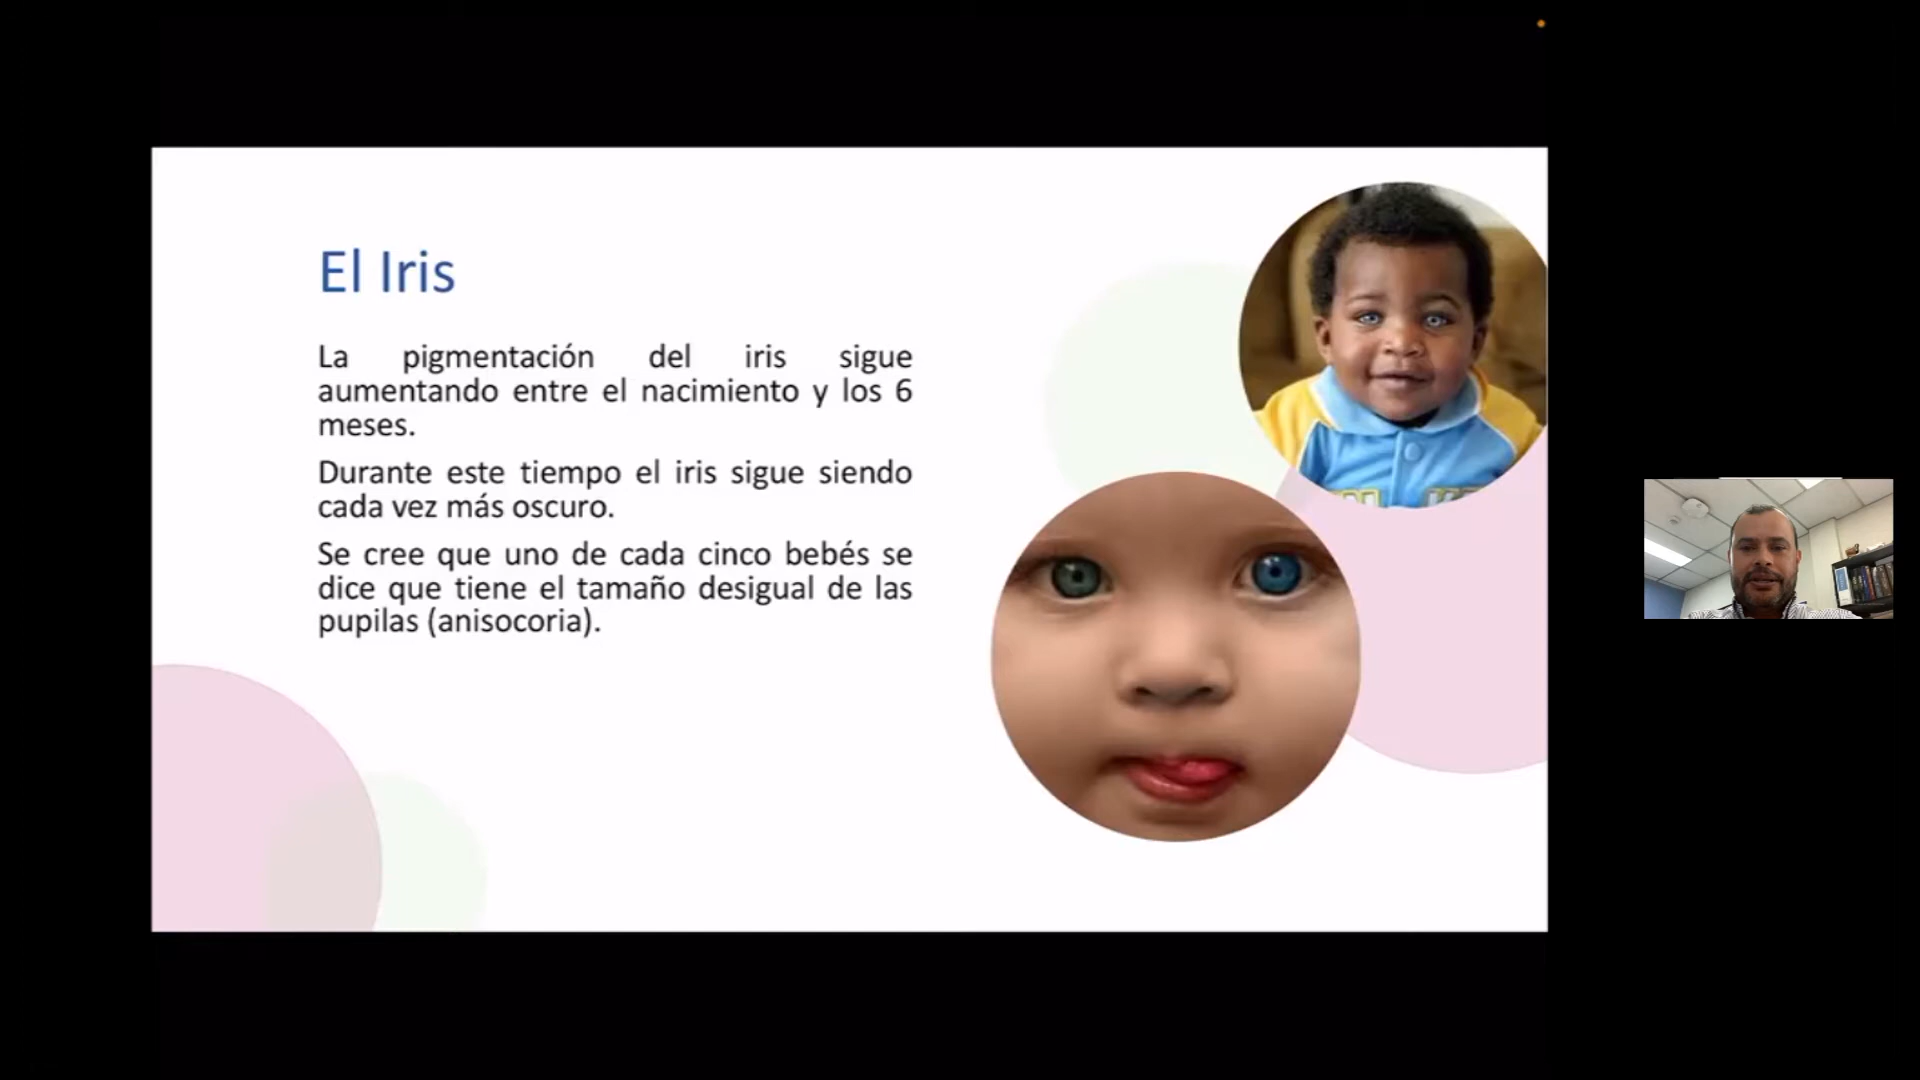 El Iris
La pigmentación del iris sigue
aumentando entre el nacimiento y los 6
meses.
Durante este tiempo el iris sigue siendo
cada vez más oscuro.
Se cree que uno de cada cinco bebés se
dice que tiene el tamaño desigual de las
pupilas (anisocoria).